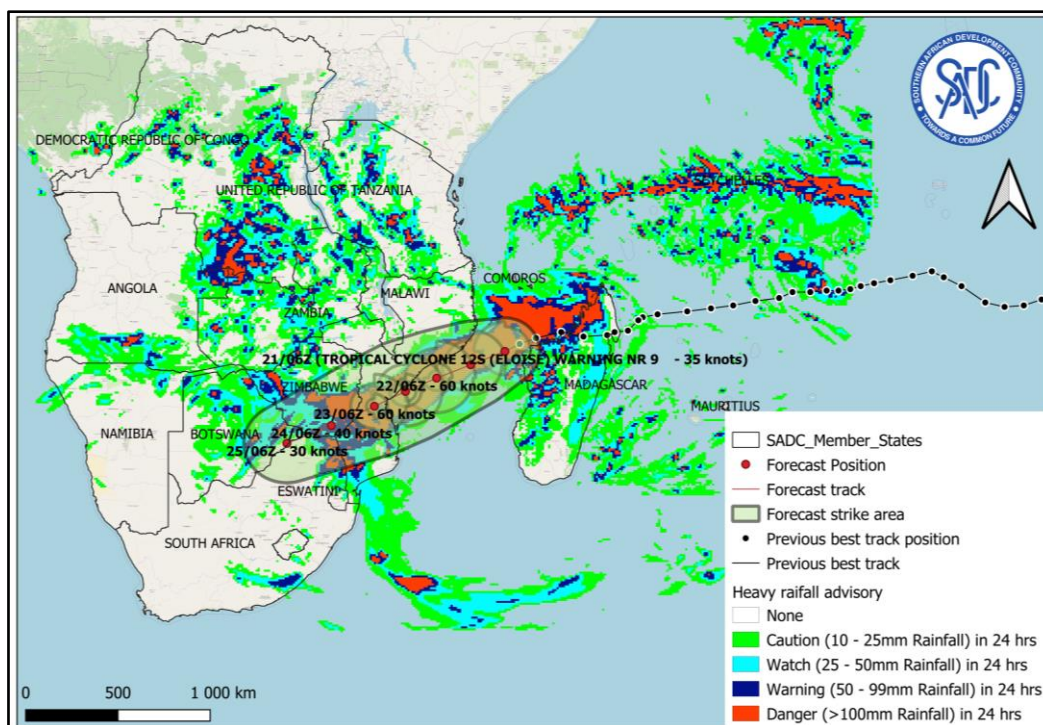 SOUTHERN AFRICAN DEVELOPMENT COMMUNITY
SADC
TOWARDS A COMMON FUTURE
DEMOCRATIC REPUBLIC OF CONGO
UNITED REPUBLIC OF TANZANIA
SEYCHELLES
COMOROS
ANGOLA
MALAWI
ZAMBIA
21/06Z (TROPICAL CYCLONE 12S (ELOISE) WARNING NR 9 - 35 knots)
ZIMBABWE
22/06Z - 60 knots
MADAGASCAR
MAURITIUS
23/06Z - 60 knots
NAMIBIA
BOTSWANA
24/06Z - 40 knots
25/06Z - 30 knots
ESWATINI
SOUTH AFRICA
SADC_Member_States
Forecast Position
Forecast track
Forecast strike area
Previous best track position
Previous best track
Heavy raifall advisory
None
Caution (10 - 25mm Rainfall) in 24 hrs
Watch (25 - 50mm Rainfall) in 24 hrs
Warning (50 - 99mm Rainfall) in 24 hrs
Danger (>100mm Rainfall) in 24 hrs
0 500 1 000 km